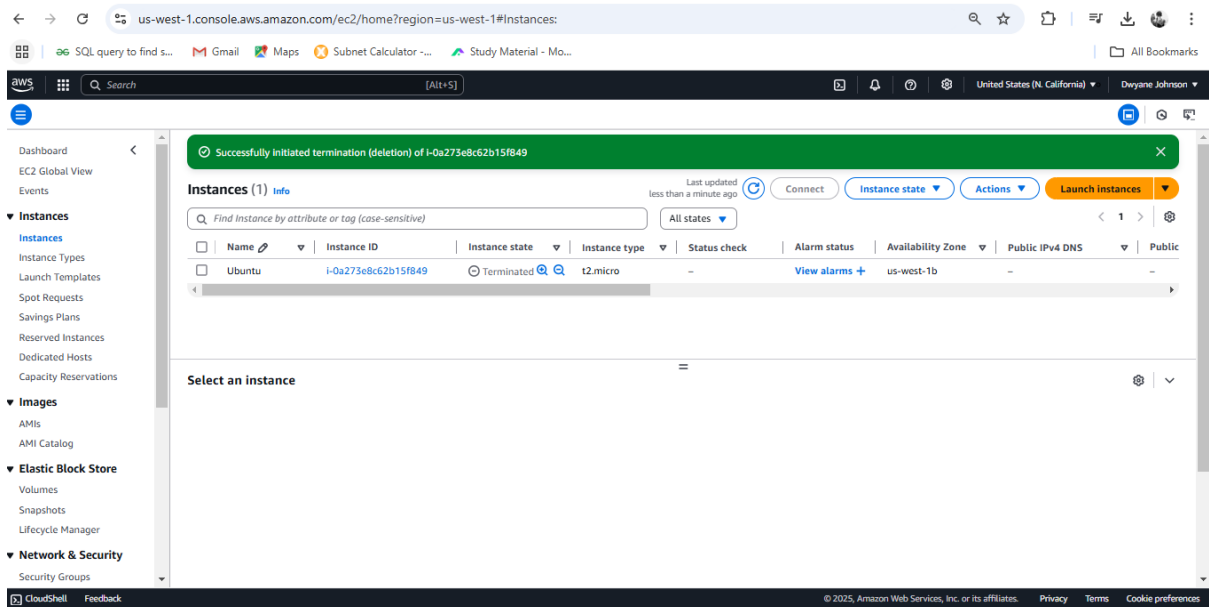 us-west-1.console.aws.amazon.com/ec2/home?region=us-west-1#Instances:
SQL query to find s... Gmail Maps Subnet Calculator -... Study Material - Mo... All Bookmarks
aws Search [Alt+S] United States (N. California) Dwyane Johnson
Successfully initiated termination (deletion) of i-0a273e8c62b15f849
Instances (1) Info
Last updated
less than a minute ago
Connect Instance state Actions Launch instances
Find Instance by attribute or tag (case-sensitive) All states 1
Name Instance ID Instance state Instance type Status check Alarm status Availability Zone Public IPv4 DNS Public
Ubuntu i-0a273e8c62b15f849 Terminated t2.micro – View alarms + us-west-1b – –
Select an instance
Dashboard
EC2 Global View
Events
Instances
Instances
Instance Types
Launch Templates
Spot Requests
Savings Plans
Reserved Instances
Dedicated Hosts
Capacity Reservations
Images
AMIs
AMI Catalog
Elastic Block Store
Volumes
Snapshots
Lifecycle Manager
Network & Security
Security Groups
CloudShell Feedback © 2025, Amazon Web Services, Inc. or its affiliates. Privacy Terms Cookie preferences